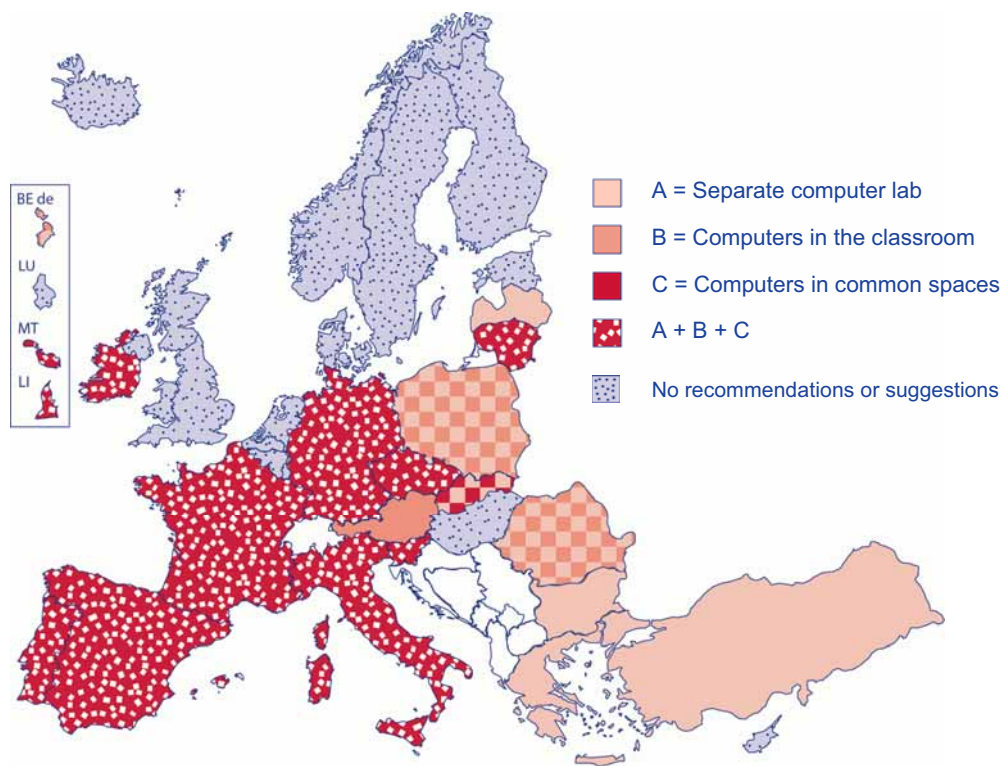 BE de
LU
MT
LI
A = Separate computer lab
B = Computers in the classroom
C = Computers in common spaces
A + B + C
No recommendations or suggestions